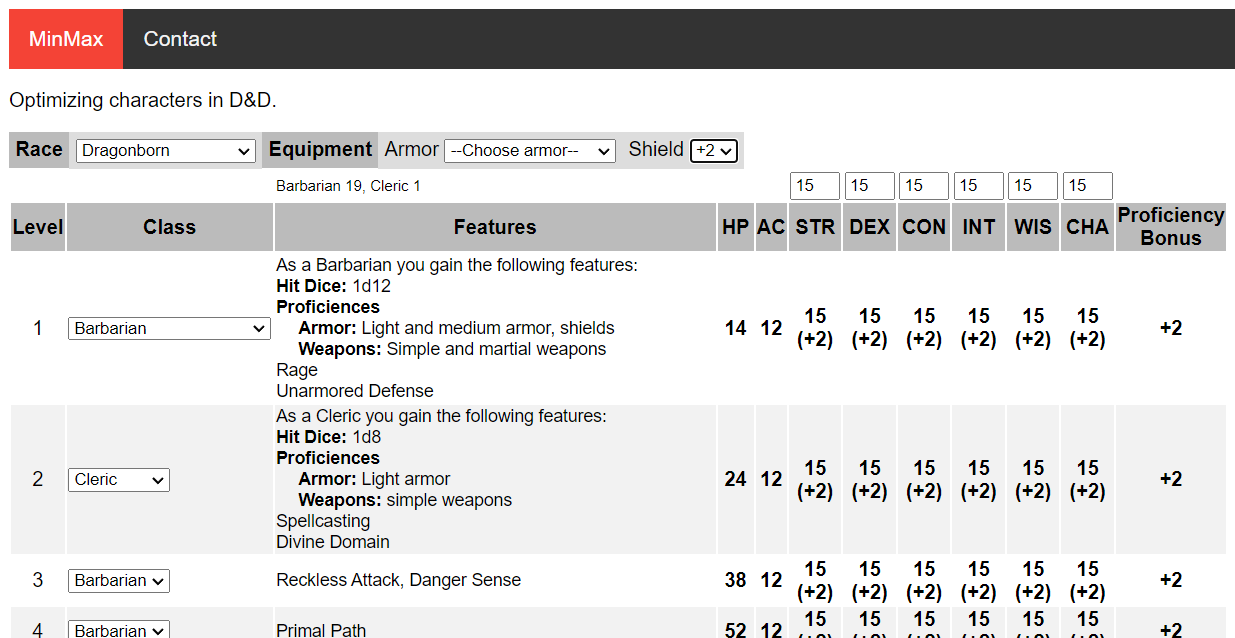 MinMax Contact
Optimizing characters in D&D.
Race Dragonborn Equipment Armor --Choose armor-- Shield +2
Barbarian 19, Cleric 1 15 15 15 15 15 15
Level Class Features HP AC STR DEX CON INT WIS CHA Proficiency Bonus
As a Barbarian you gain the following features:
Hit Dice: 1d12
Proficiences
Armor: Light and medium armor, shields
Weapons: Simple and martial weapons
Rage
Unarmored Defense
1 Barbarian 14 12 15 15 15 15 15 15 +2
(+2) (+2) (+2) (+2) (+2) (+2)
As a Cleric you gain the following features:
Hit Dice: 1d8
Proficiences
Armor: Light armor
Weapons: simple weapons
Spellcasting
Divine Domain
2 Cleric 24 12 15 15 15 15 15 15 +2
(+2) (+2) (+2) (+2) (+2) (+2)
3 Barbarian Reckless Attack, Danger Sense 38 12 15 15 15 15 15 15 +2
(+2) (+2) (+2) (+2) (+2) (+2)
4 Barbarian Primal Path 52 12 15 15 15 15 15 15 +2